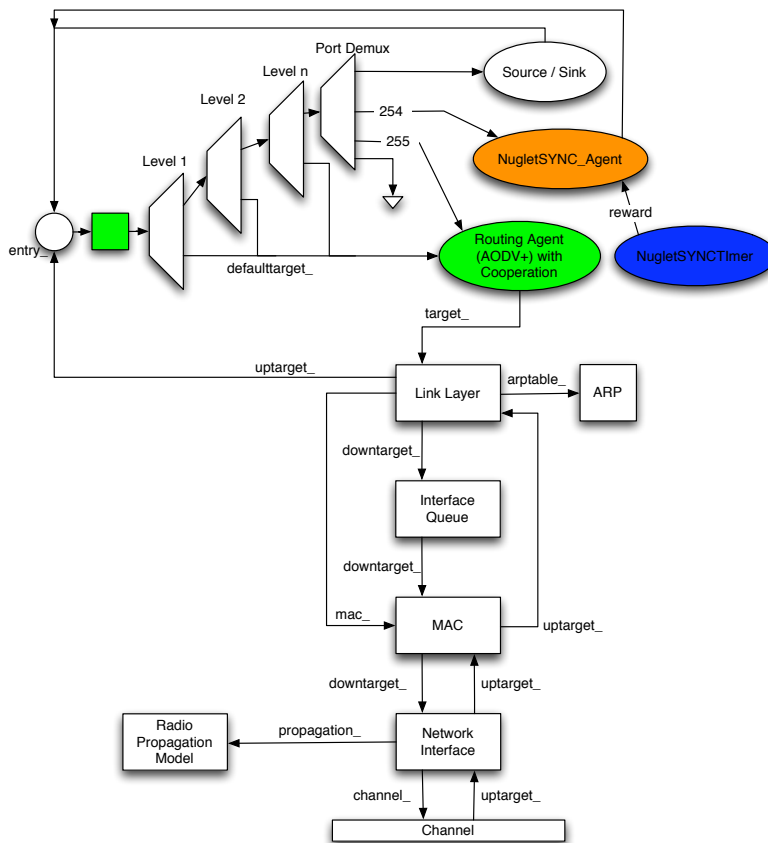 Port Demux
Level n
Source / Sink
Level 2
254
255
Level 1
NugletSYNC_Agent
reward
entry_
Routing Agent
(AODV+) with
Cooperation
NugletSYNCTImer
defaulttarget_
target_
uptarget_
arptable_
Link Layer
ARP
downtarget_
Interface
Queue
downtarget_
mac_
MAC
uptarget_
downtarget_
uptarget_
Radio
Propagation
Model
propagation_
Network
Interface
channel_
uptarget_
Channel